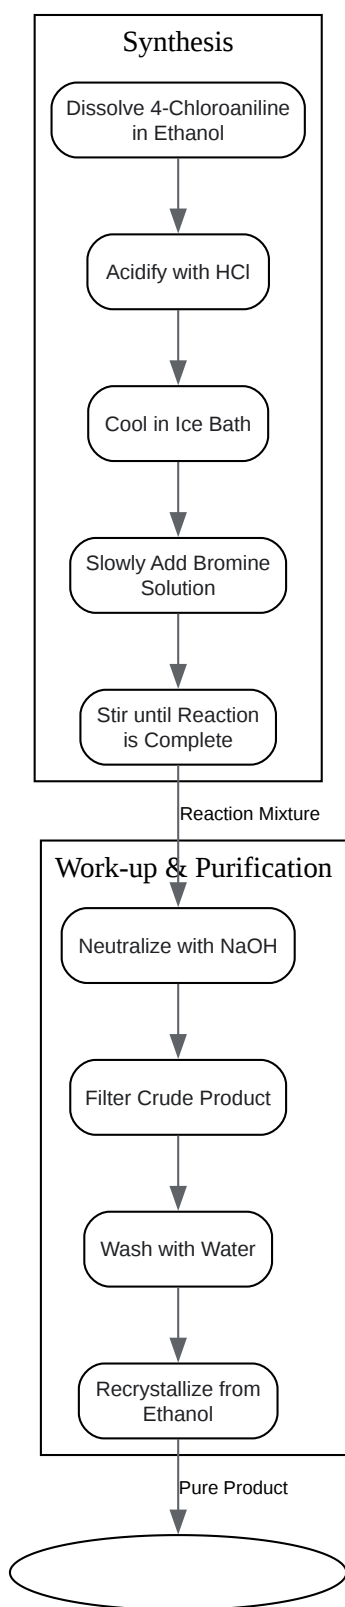 Synthesis
Dissolve 4-Chloroaniline
in Ethanol
Acidify with HCl
Cool in Ice Bath
Slowly Add Bromine
Solution
Stir until Reaction
is Complete
Reaction Mixture
Work-up & Purification
Neutralize with NaOH
Filter Crude Product
Wash with Water
Recrystallize from
Ethanol
Pure Product